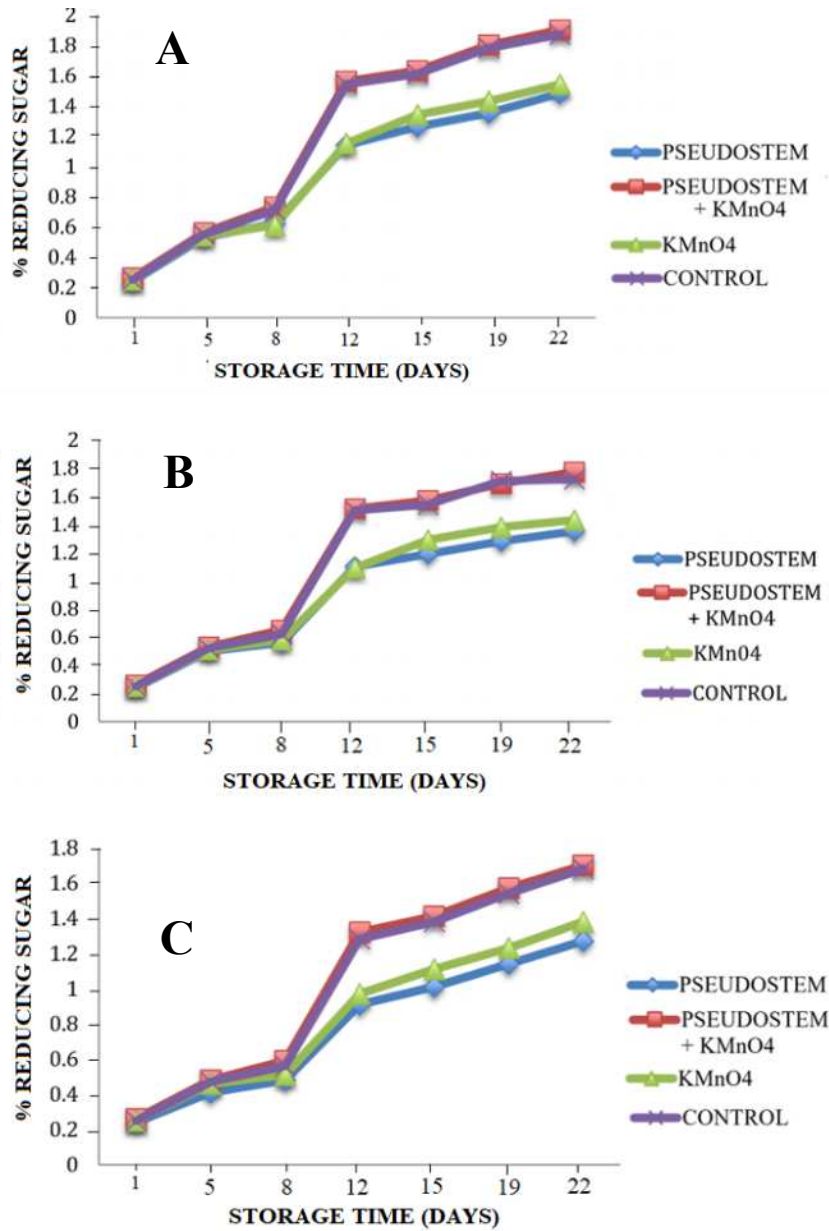 A
% REDUCING SUGAR
2
1.8
1.6
1.4
1.2
1
0.8
0.6
0.4
0.2
0
1 5 8 12 15 19 22
STORAGE TIME (DAYS)
PSEUDOSTEM
PSEUDOSTEM
+ KMnO4
KMnO4
CONTROL
B
% REDUCING SUGAR
2
1.8
1.6
1.4
1.2
1
0.8
0.6
0.4
0.2
0
1 5 8 12 15 19 22
STORAGE TIME (DAYS)
PSEUDOSTEM
PSEUDOSTEM
+ KMnO4
KMn04
CONTROL
C
% REDUCING SUGAR
1.8
1.6
1.4
1.2
1
0.8
0.6
0.4
0.2
0
1 5 8 12 15 19 22
STORAGE TIME (DAYS)
PSEUDOSTEM
PSEUDOSTEM
+ KMnO4
KMnO4
CONTROL